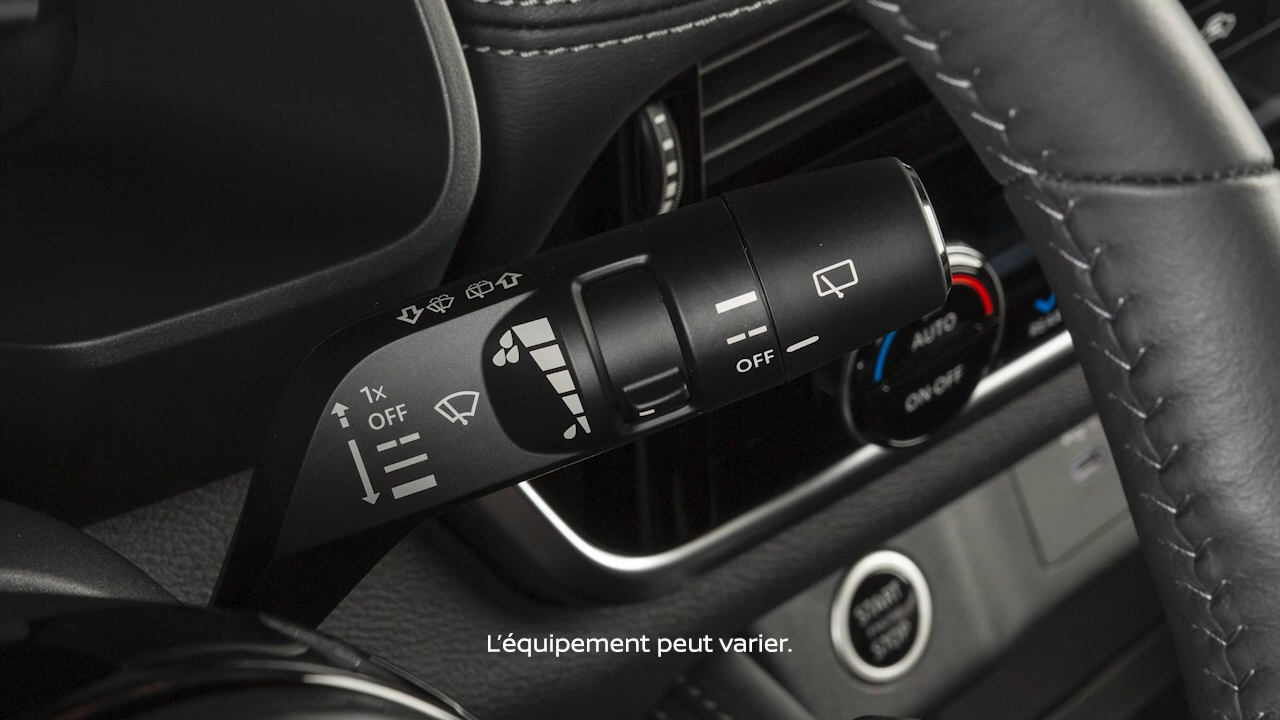 1x
OFF
OFF
AUTO
ON·OFF
START
STOP
L'équipement peut varier.